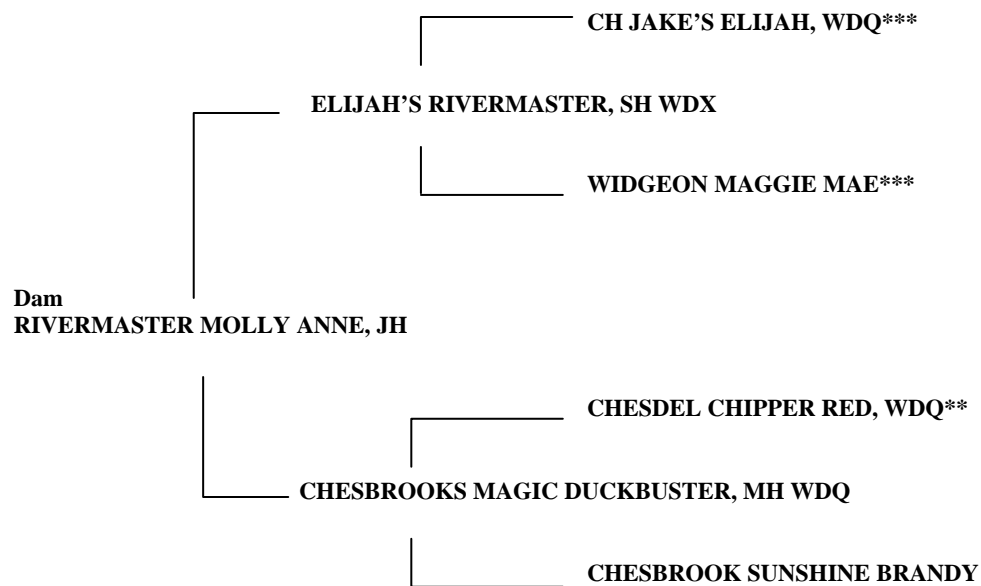 CH JAKE’S ELIJAH, WDQ***
ELIJAH’S RIVERMASTER, SH WDX
WIDGEON MAGGIE MAE***
Dam
RIVERMASTER MOLLY ANNE, JH
CHESDEL CHIPPER RED, WDQ**
CHESBROOKS MAGIC DUCKBUSTER, MH WDQ
CHESBROOK SUNSHINE BRANDY